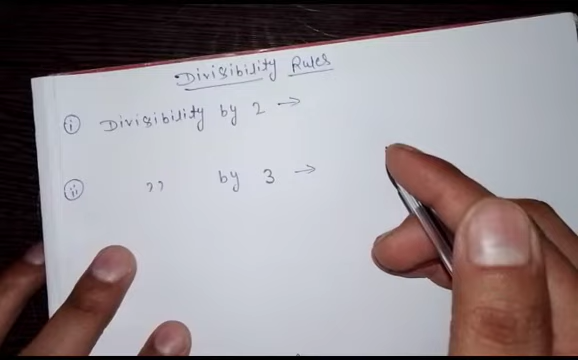 Divisibility Rules
(i) Divisibility by 2 →
(ii) ,, by 3 →